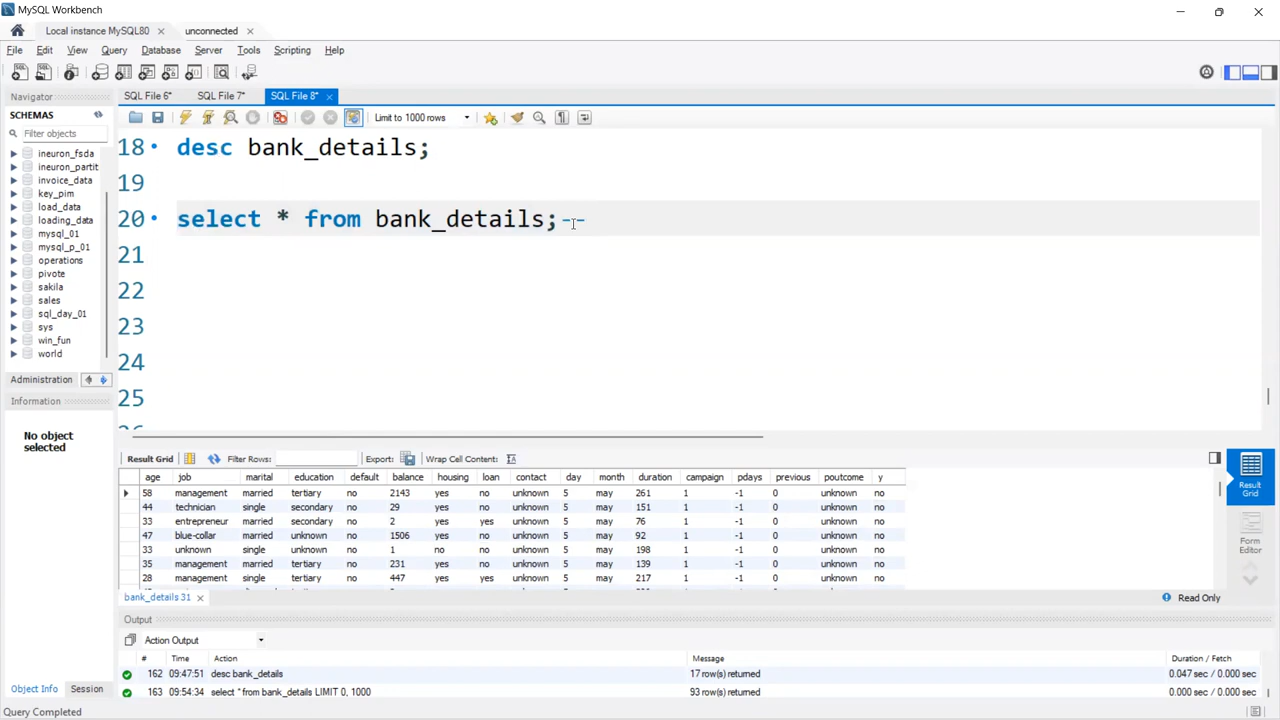 MySQL Workbench
Local instance MySQL80 unconnected
File Edit View Query Database Server Tools Scripting Help
Navigator SQL File 6* SQL File 7* SQL File 8*
SCHEMAS Limit to 1000 rows
Filter objects
ineuron_fsda
ineuron_partit
invoice_data
key_pim
load_data
loading_data
mysql_01
mysql_p_01
operations
pivote
sakila
sales
sql_day_01
sys
win_fun
world
Administration
Information
No object
selected
18 desc bank_details;
19
20 select * from bank_details;--
21
22
23
24
25
Result Grid Filter Rows: Export: Wrap Cell Content:
age job marital education default balance housing loan contact day month duration campaign pdays previous poutcome y
58 management married tertiary no 2143 yes no unknown 5 may 261 1 -1 0 unknown no
44 technician single secondary no 29 yes no unknown 5 may 151 1 -1 0 unknown no
33 entrepreneur married secondary no 2 yes yes unknown 5 may 76 1 -1 0 unknown no
47 blue-collar married unknown no 1506 yes no unknown 5 may 92 1 -1 0 unknown no
33 unknown single unknown no 1 no no unknown 5 may 198 1 -1 0 unknown no
35 management married tertiary no 231 yes no unknown 5 may 139 1 -1 0 unknown no
28 management single tertiary no 447 yes yes unknown 5 may 217 1 -1 0 unknown no
Result
Grid
Form
Editor
bank_details 31 Read Only
Output
Action Output
# Time Action Message Duration / Fetch
162 09:47:51 desc bank_details 17 row(s) returned 0.047 sec / 0.000 sec
163 09:54:34 select * from bank_details LIMIT 0, 1000 93 row(s) returned 0.000 sec / 0.000 sec
Object Info Session
Query Completed